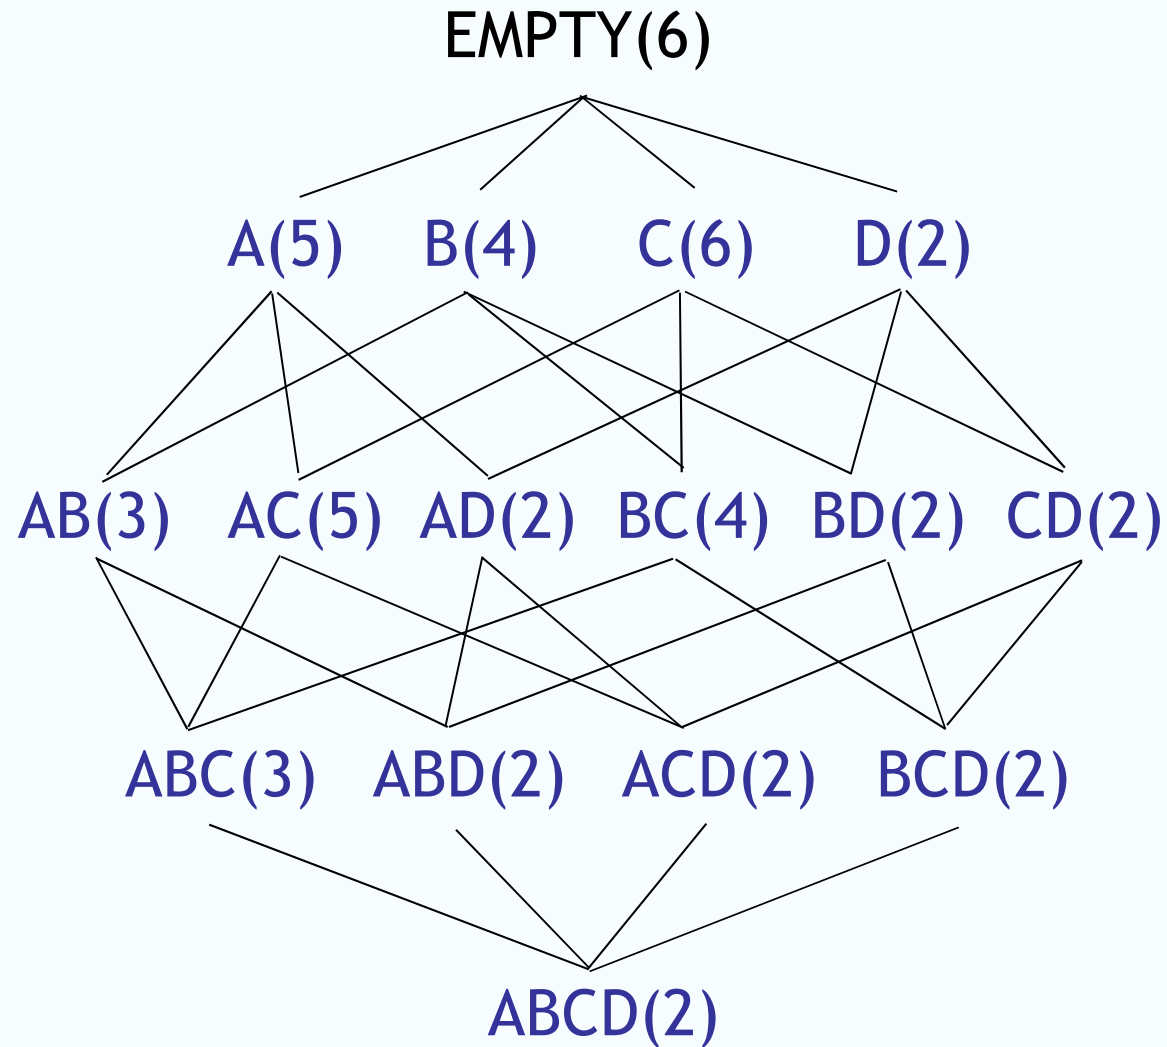 EMPTY(6)
A(5) B(4) C(6) D(2)
AB(3) AC(5) AD(2) BC(4) BD(2) CD(2)
ABC(3) ABD(2) ACD(2) BCD(2)
ABCD(2)